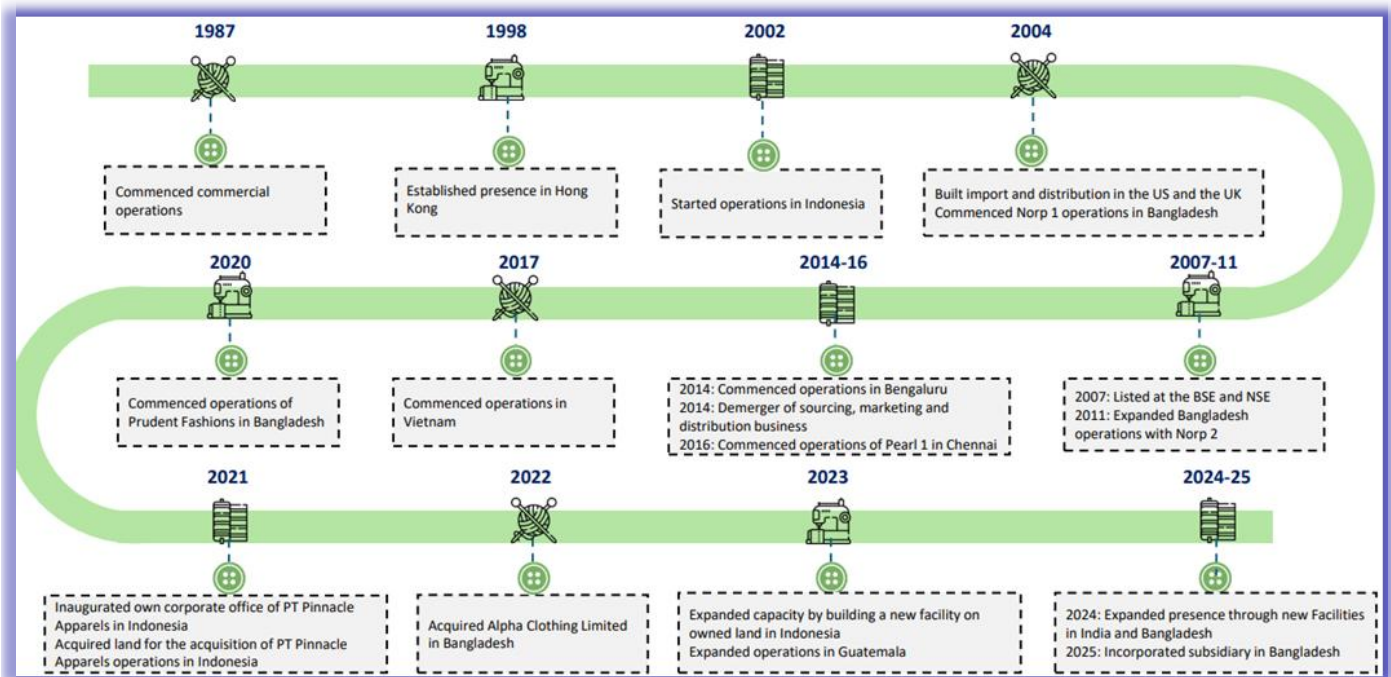 1987
Commenced commercial
operations
1998
Established presence in Hong
Kong
2002
Started operations in Indonesia
2004
Built import and distribution in the US and the UK
Commenced Norp 1 operations in Bangladesh
2007-11
2007: Listed at the BSE and NSE
2011: Expanded Bangladesh
operations with Norp 2
2014-16
2014: Commenced operations in Bengaluru
2014: Demerger of sourcing, marketing and
distribution business
2016: Commenced operations of Pearl 1 in Chennai
2017
Commenced operations in
Vietnam
2020
Commenced operations of
Prudent Fashions in Bangladesh
2021
Inaugurated own corporate office of PT Pinnacle
Apparels in Indonesia
Acquired land for the acquisition of PT Pinnacle
Apparels operations in Indonesia
2022
Acquired Alpha Clothing Limited
in Bangladesh
2023
Expanded capacity by building a new facility on
owned land in Indonesia
Expanded operations in Guatemala
2024-25
2024: Expanded presence through new Facilities
in India and Bangladesh
2025: Incorporated subsidiary in Bangladesh